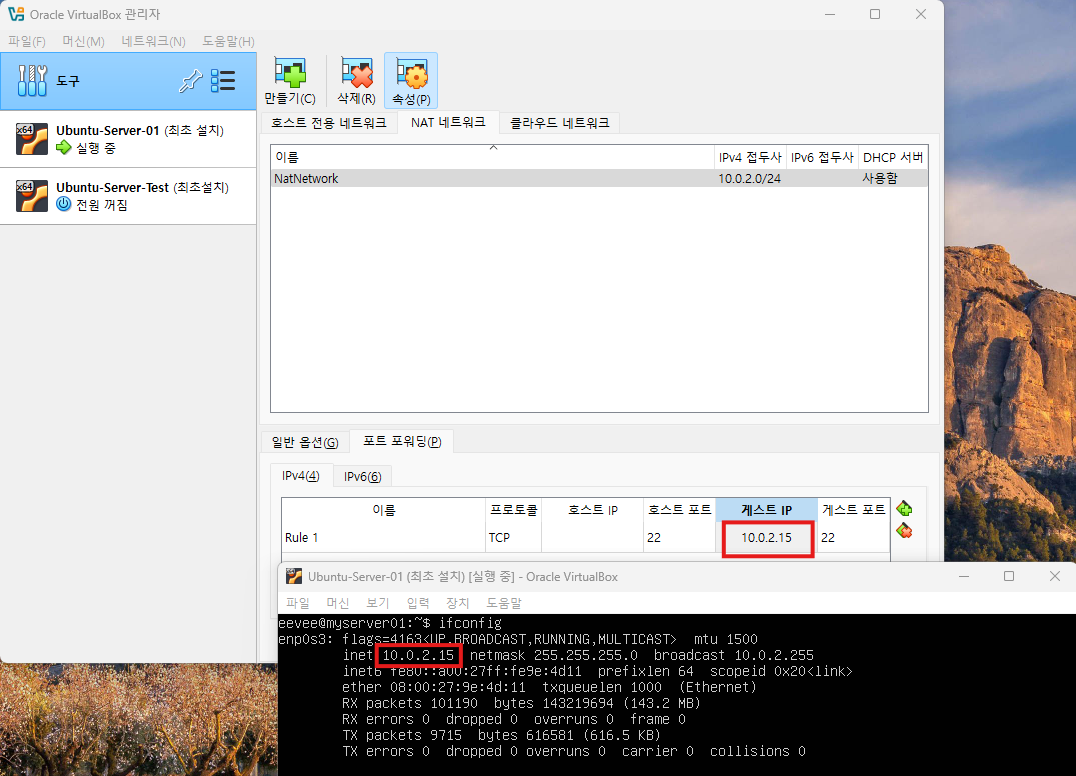 Oracle VirtualBox 관리자
파일(F) 머신(M) 네트워크(N) 도움말(H)
도구
만들기(C) 삭제(R) 속성(P)
x64 Ubuntu-Server-01 (최초 설치)
실행 중
x64 Ubuntu-Server-Test (최초설치)
전원 꺼짐
호스트 전용 네트워크 NAT 네트워크 클라우드 네트워크
이름 IPv4 접두사 IPv6 접두사 DHCP 서버
NatNetwork 10.0.2.0/24 사용함
일반 옵션(G) 포트 포워딩(P)
IPv4(4) IPv6(6)
이름 프로토콜 호스트 IP 호스트 포트 게스트 IP 게스트 포트
Rule 1 TCP 22 10.0.2.15 22
Ubuntu-Server-01 (최초 설치) [실행 중] - Oracle VirtualBox
파일 머신 보기 입력 장치 도움말
eevee@myserver01:~$ ifconfig
enp0s3: flags=4163<UP,BROADCAST,RUNNING,MULTICAST> mtu 1500
inet 10.0.2.15 netmask 255.255.255.0 broadcast 10.0.2.255
inet6 fe80::a00:27ff:fe9e:4d11 prefixlen 64 scopeid 0x20<link>
ether 08:00:27:9e:4d:11 txqueuelen 1000 (Ethernet)
RX packets 101190 bytes 143219694 (143.2 MB)
RX errors 0 dropped 0 overruns 0 frame 0
TX packets 9715 bytes 616581 (616.5 KB)
TX errors 0 dropped 0 overruns 0 carrier 0 collisions 0